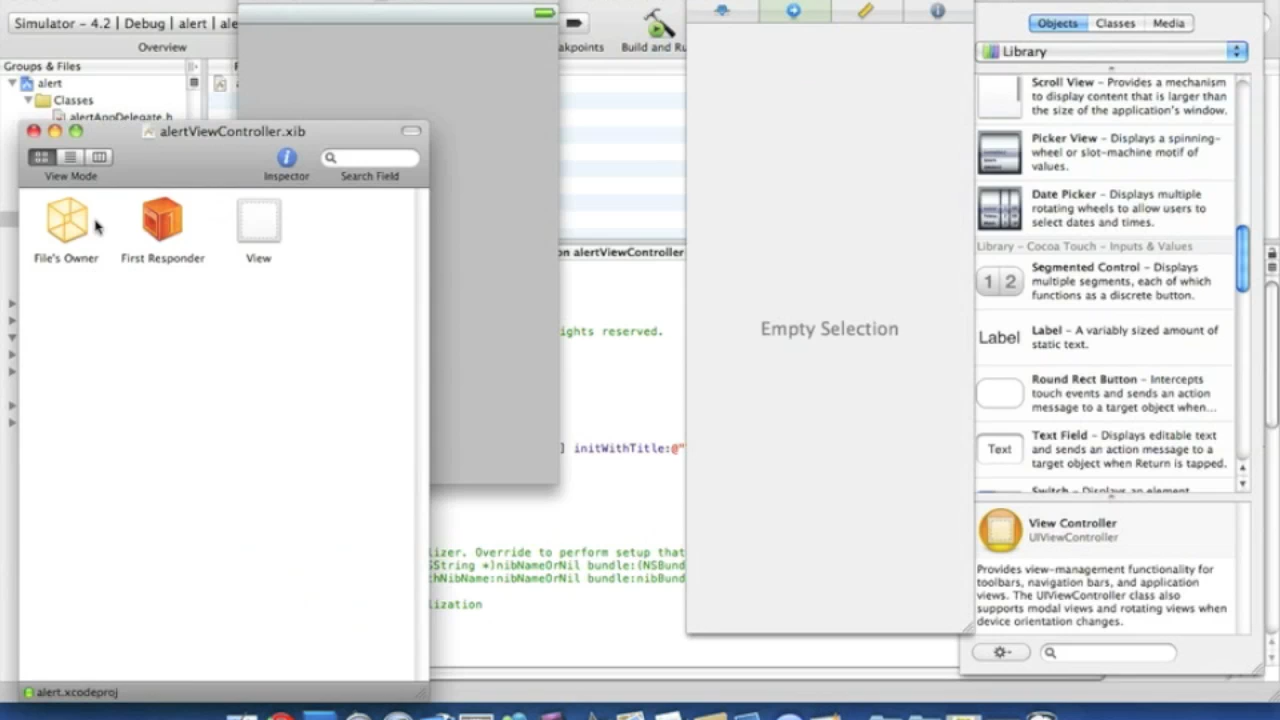 Simulator - 4.2 | Debug | alert | ale
Overview
akpoints
Build and Ru
Groups & Files
alert
Classes
alertAppDelegate.h
alertViewController.xib
View Mode
Inspector
Search Field
File's Owner
First Responder
View
alert.xcodeproj
on alertViewController
ights reserved.
] initWithTitle:@"
lizer. Override to perform setup that
String *)nibNameOrNil bundle:(NSBund
hNibName:nibNameOrNil bundle:nibBund
lization
Empty Selection
Objects
Classes
Media
Library
Scroll View – Provides a mechanism
to display content that is larger than
the size of the application's window.
Picker View – Displays a spinning-
wheel or slot-machine motif of
values.
Date Picker – Displays multiple
rotating wheels to allow users to
select dates and times.
Library – Cocoa Touch – Inputs & Values
1 2
Segmented Control – Displays
multiple segments, each of which
functions as a discrete button.
Label
Label – A variably sized amount of
static text.
Round Rect Button – Intercepts
touch events and sends an action
message to a target object when...
Text
Text Field – Displays editable text
and sends an action message to a
target object when Return is tapped.
Switch – Displays an element
View Controller
UIViewController
Provides view-management functionality for
toolbars, navigation bars, and application
views. The UIViewController class also
supports modal views and rotating views when
device orientation changes.